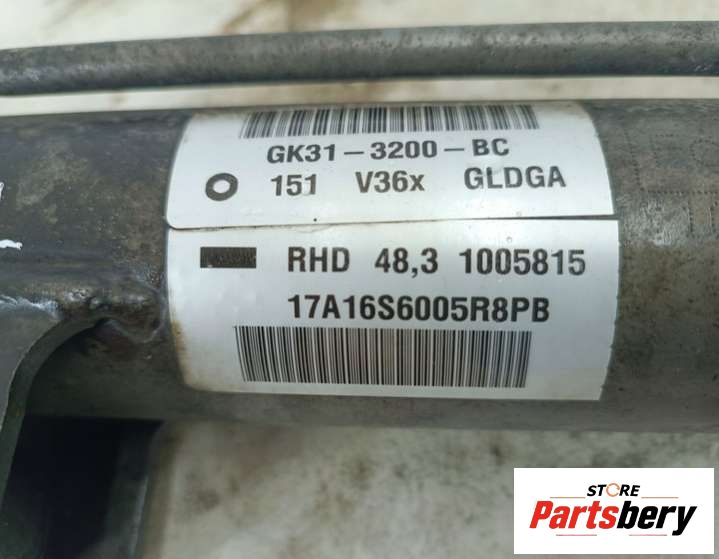 GK31-3200-BC
151 V36x GLDGA
RHD 48,3 1005815
17A16S6005R8PB
STORE
Partsbery